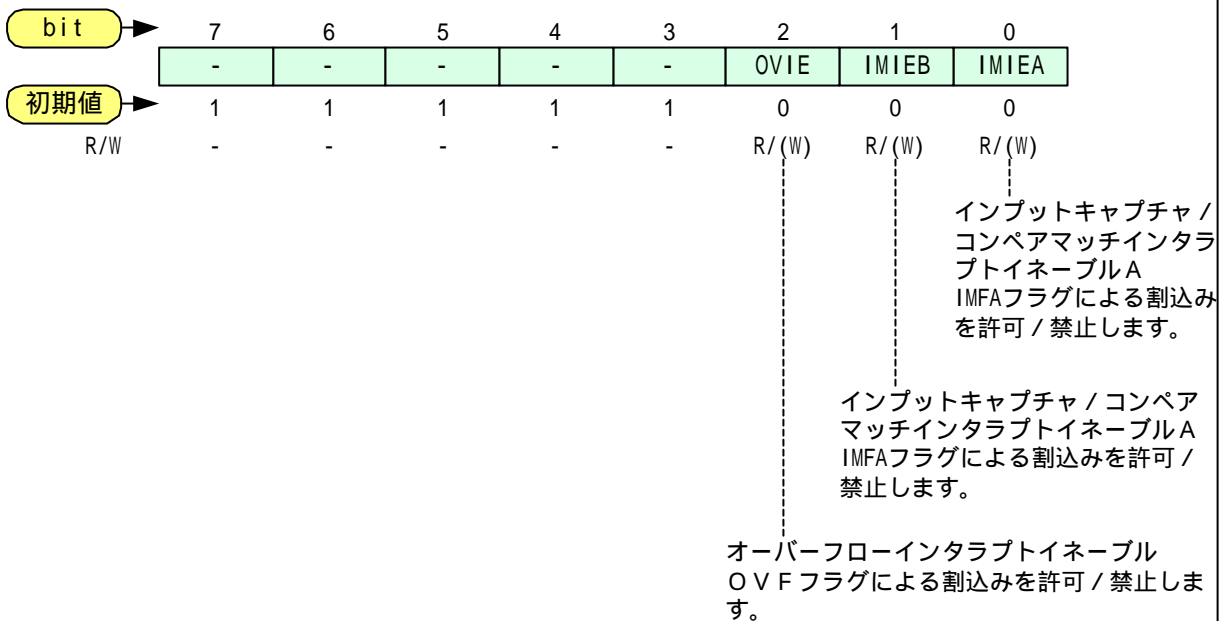 bit 7 6 5 4 3 2 1 0
- - - - - OVIE IMIEB IMIEA
初期値 1 1 1 1 1 0 0 0
R/W - - - - - R/(W) R/(W) R/(W)
インプットキャプチャ/
コンペアマッチインタラ
プトイネーブルA
IMFAフラグによる割込み
を許可/禁止します。
インプットキャプチャ/コンペア
マッチインタラプトイネーブルA
IMFAフラグによる割込みを許可/
禁止します。
オーバーフローインタラプトイネーブル
OVFフラグによる割込みを許可/禁止しま
す。